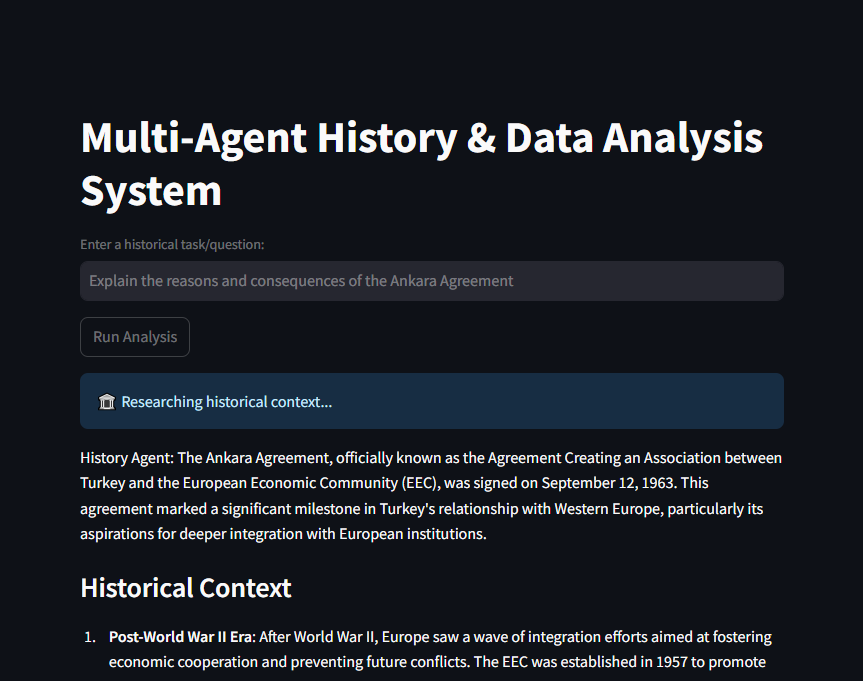 Multi-Agent History & Data Analysis
System
Enter a historical task/question:
Explain the reasons and consequences of the Ankara Agreement
Run Analysis
🏛️ Researching historical context...
History Agent: The Ankara Agreement, officially known as the Agreement Creating an Association between
Turkey and the European Economic Community (EEC), was signed on September 12, 1963. This
agreement marked a significant milestone in Turkey's relationship with Western Europe, particularly its
aspirations for deeper integration with European institutions.
Historical Context
1. Post-World War II Era: After World War II, Europe saw a wave of integration efforts aimed at fostering
economic cooperation and preventing future conflicts. The EEC was established in 1957 to promote